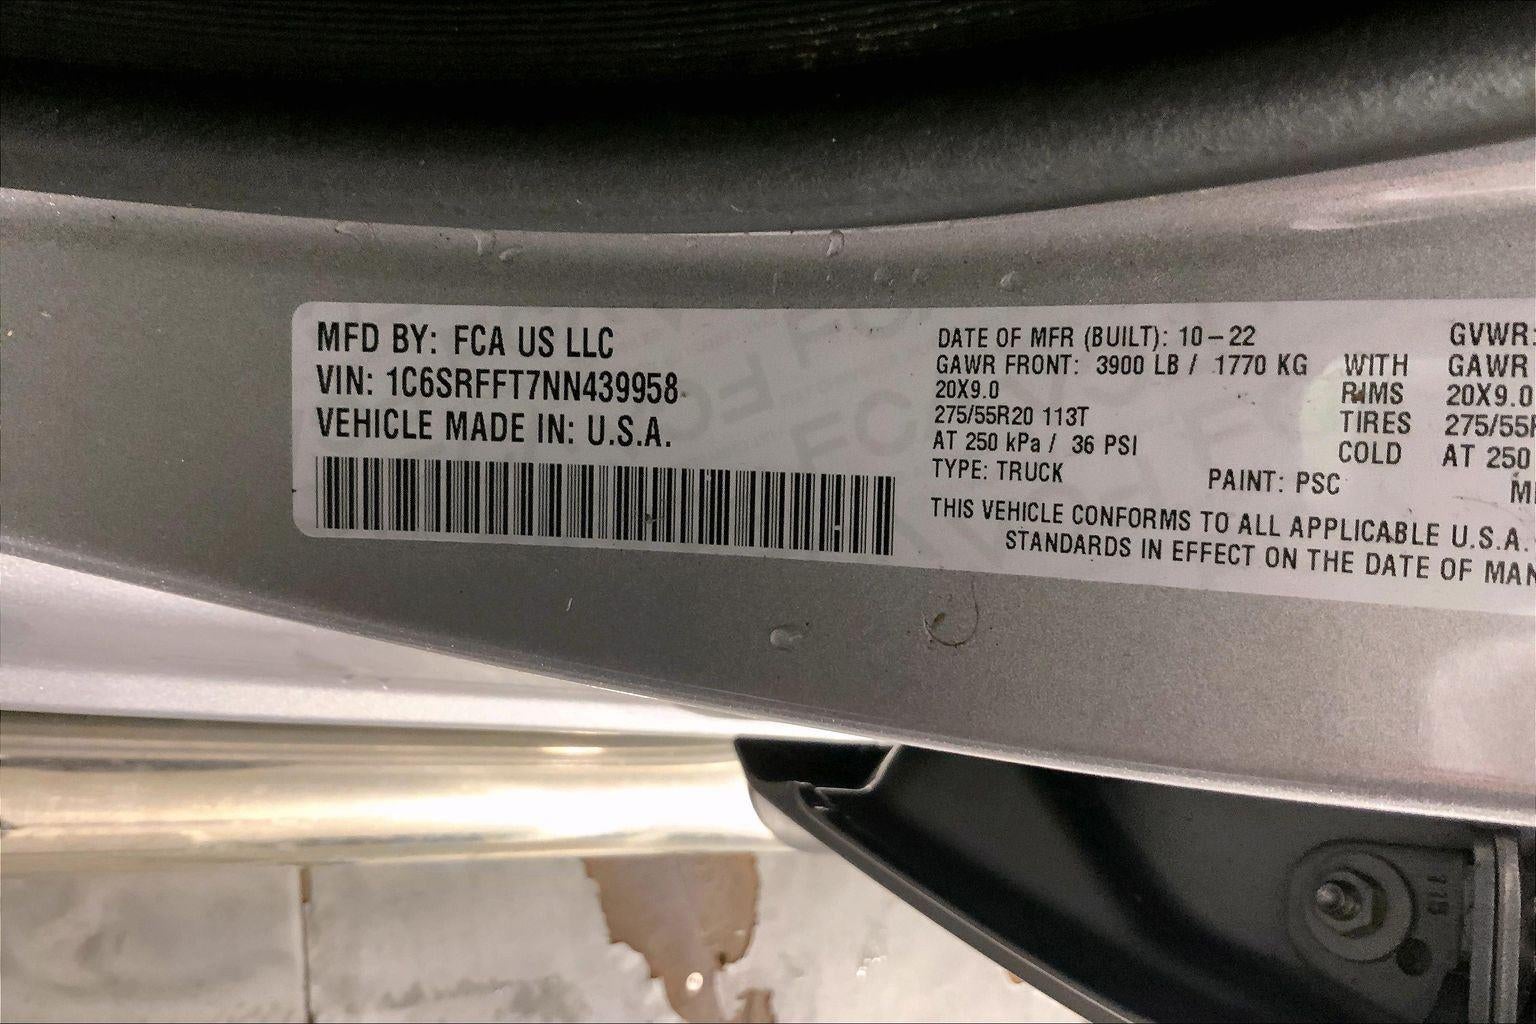 MFD BY: FCA US LLC
VIN: 1C6SRFFT7NN439958
VEHICLE MADE IN: U.S.A.
DATE OF MFR (BUILT): 10-22 GVWR:
GAWR FRONT: 3900 LB / 1770 KG WITH GAWR
20X9.0 RIMS 20X9.0
275/55R20 113T TIRES 275/55R
AT 250 kPa / 36 PSI COLD AT 250
TYPE: TRUCK PAINT: PSC
THIS VEHICLE CONFORMS TO ALL APPLICABLE U.S.A.
STANDARDS IN EFFECT ON THE DATE OF MAN